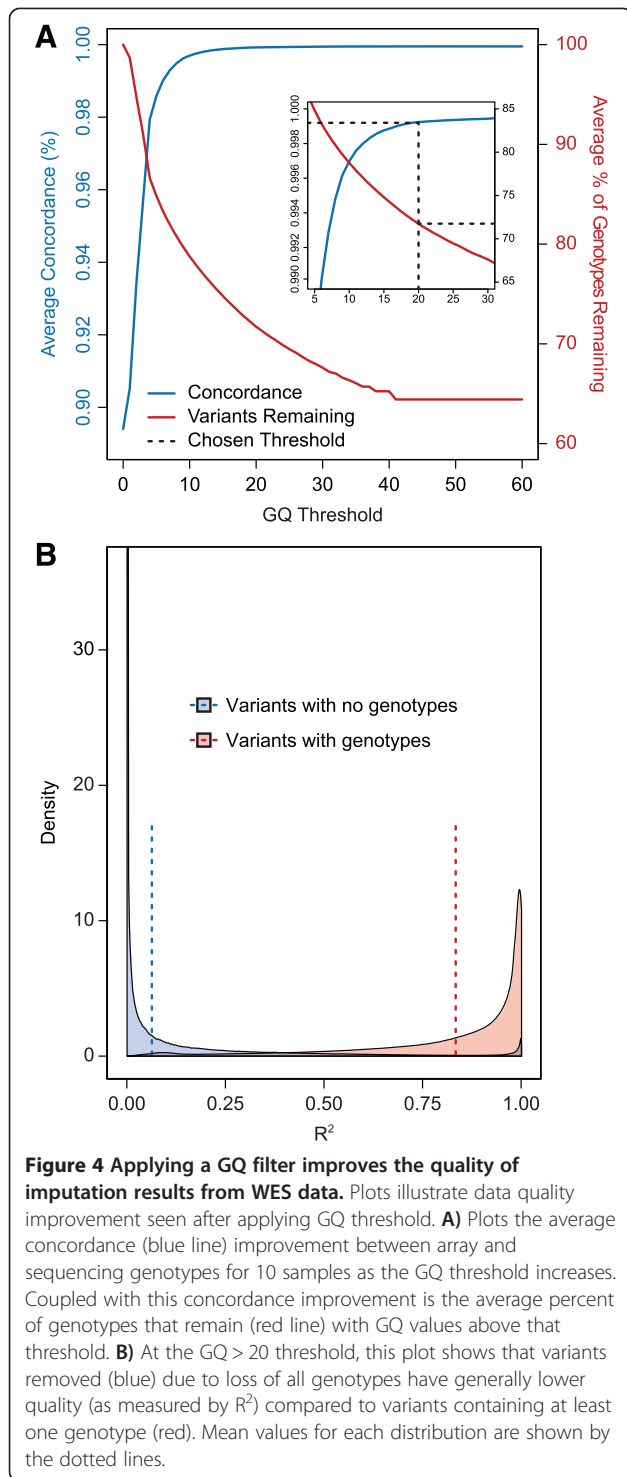 A
Average Concordance (%)
0.90 0.92 0.94 0.96 0.98 1.00
Average % of Genotypes Remaining
60 70 80 90 100
0.990 0.992 0.994 0.996 0.998 1.000
65 70 75 80 84
5 10 15 20 25 30
Concordance
Variants Remaining
Chosen Threshold
0 10 20 30 40 50 60
GQ Threshold
B
Density
0 10 20 30
Variants with no genotypes
Variants with genotypes
0.00 0.25 0.50 0.75 1.00
R²
Figure 4 Applying a GQ filter improves the quality of
imputation results from WES data. Plots illustrate data quality
improvement seen after applying GQ threshold. A) Plots the average
concordance (blue line) improvement between array and
sequencing genotypes for 10 samples as the GQ threshold increases.
Coupled with this concordance improvement is the average percent
of genotypes that remain (red line) with GQ values above that
threshold. B) At the GQ > 20 threshold, this plot shows that variants
removed (blue) due to loss of all genotypes have generally lower
quality (as measured by R²) compared to variants containing at least
one genotype (red). Mean values for each distribution are shown by
the dotted lines.